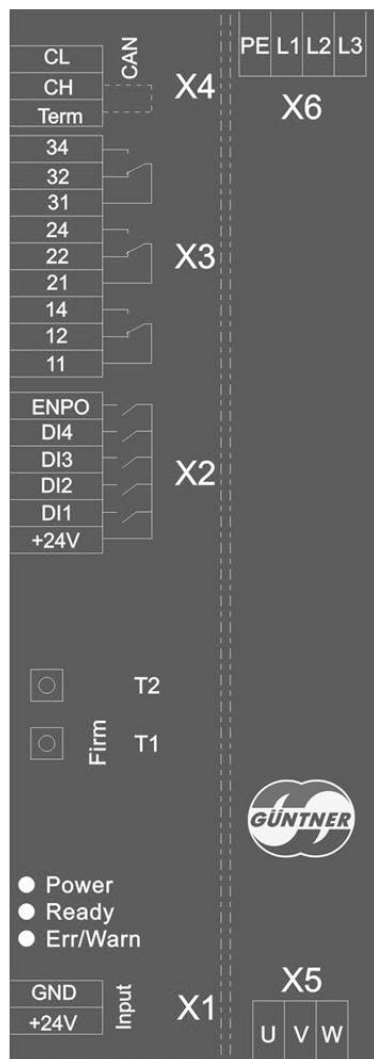 CL
CH
Term
CAN
X4
34
32
31
24
22
21
14
12
11
X3
ENPO
DI4
DI3
DI2
DI1
+24V
X2
T2
T1
Firm
Power
Ready
Err/Warn
GND
+24V
Input
X1
PE L1 L2 L3
X6
GÜNTNER
X5
U V W